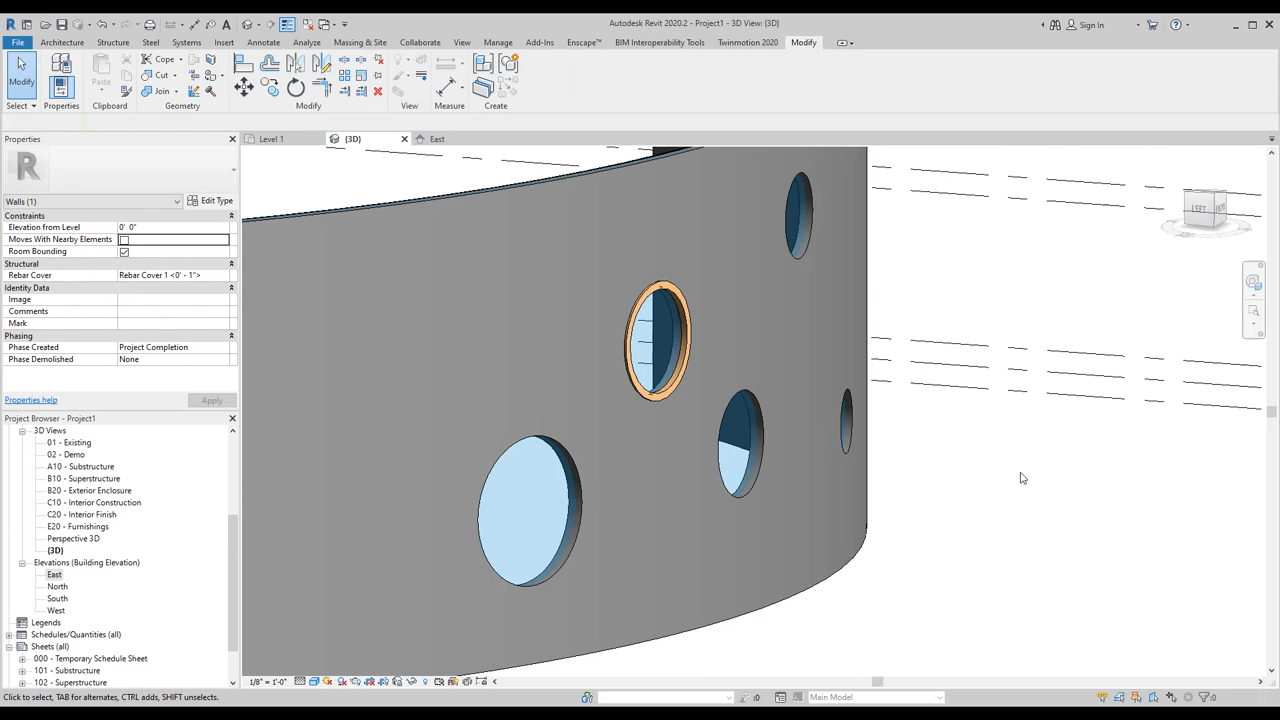 Autodesk Revit 2020.2 - Project1 - 3D View: {3D}
Sign In
File Architecture Structure Steel Systems Insert Annotate Analyze Massing & Site Collaborate View Manage Add-Ins Enscape™ BIM Interoperability Tools Twinmotion 2020 Modify
Modify
Paste
Cope
Cut
Join
Select Properties Clipboard Geometry Modify View Measure Create
Properties
Level 1
{3D}
East
Walls (1)
Edit Type
Constraints
Elevation from Level 0' 0"
Moves With Nearby Elements
Room Bounding
Structural
Rebar Cover Rebar Cover 1 <0' - 1">
Identity Data
Image
Comments
Mark
Phasing
Phase Created Project Completion
Phase Demolished None
Properties help
Apply
Project Browser - Project1
3D Views
01 - Existing
02 - Demo
A10 - Substructure
B10 - Superstructure
B20 - Exterior Enclosure
C10 - Interior Construction
C20 - Interior Finish
E20 - Furnishings
Perspective 3D
{3D}
Elevations (Building Elevation)
East
North
South
West
Legends
Schedules/Quantities (all)
Sheets (all)
000 - Temporary Schedule Sheet
101 - Substructure
102 - Superstructure
LEFT
1/8" = 1'-0"
Click to select, TAB for alternates, CTRL adds, SHIFT unselects.
:0
Main Model
:0